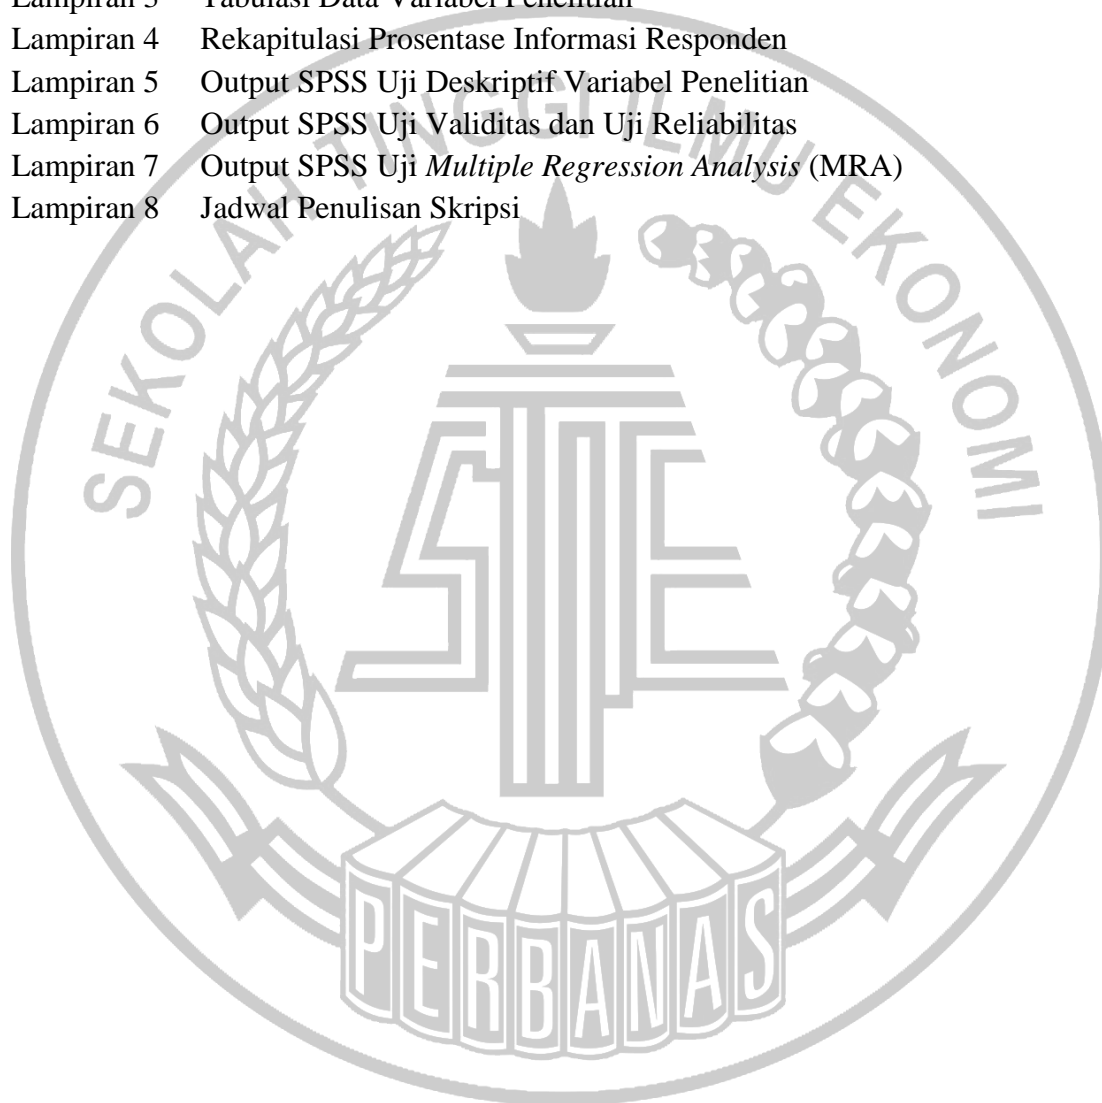 Lampiran 3 Tabulasi Data Variabel Penelitian
Lampiran 4 Rekapitulasi Prosentase Informasi Responden
Lampiran 5 Output SPSS Uji Deskriptif Variabel Penelitian
Lampiran 6 Output SPSS Uji Validitas dan Uji Reliabilitas
Lampiran 7 Output SPSS Uji Multiple Regression Analysis (MRA)
Lampiran 8 Jadwal Penulisan Skripsi
SEKOLAH TINGGI ILMU EKONOMI
STIE
PERBANAS